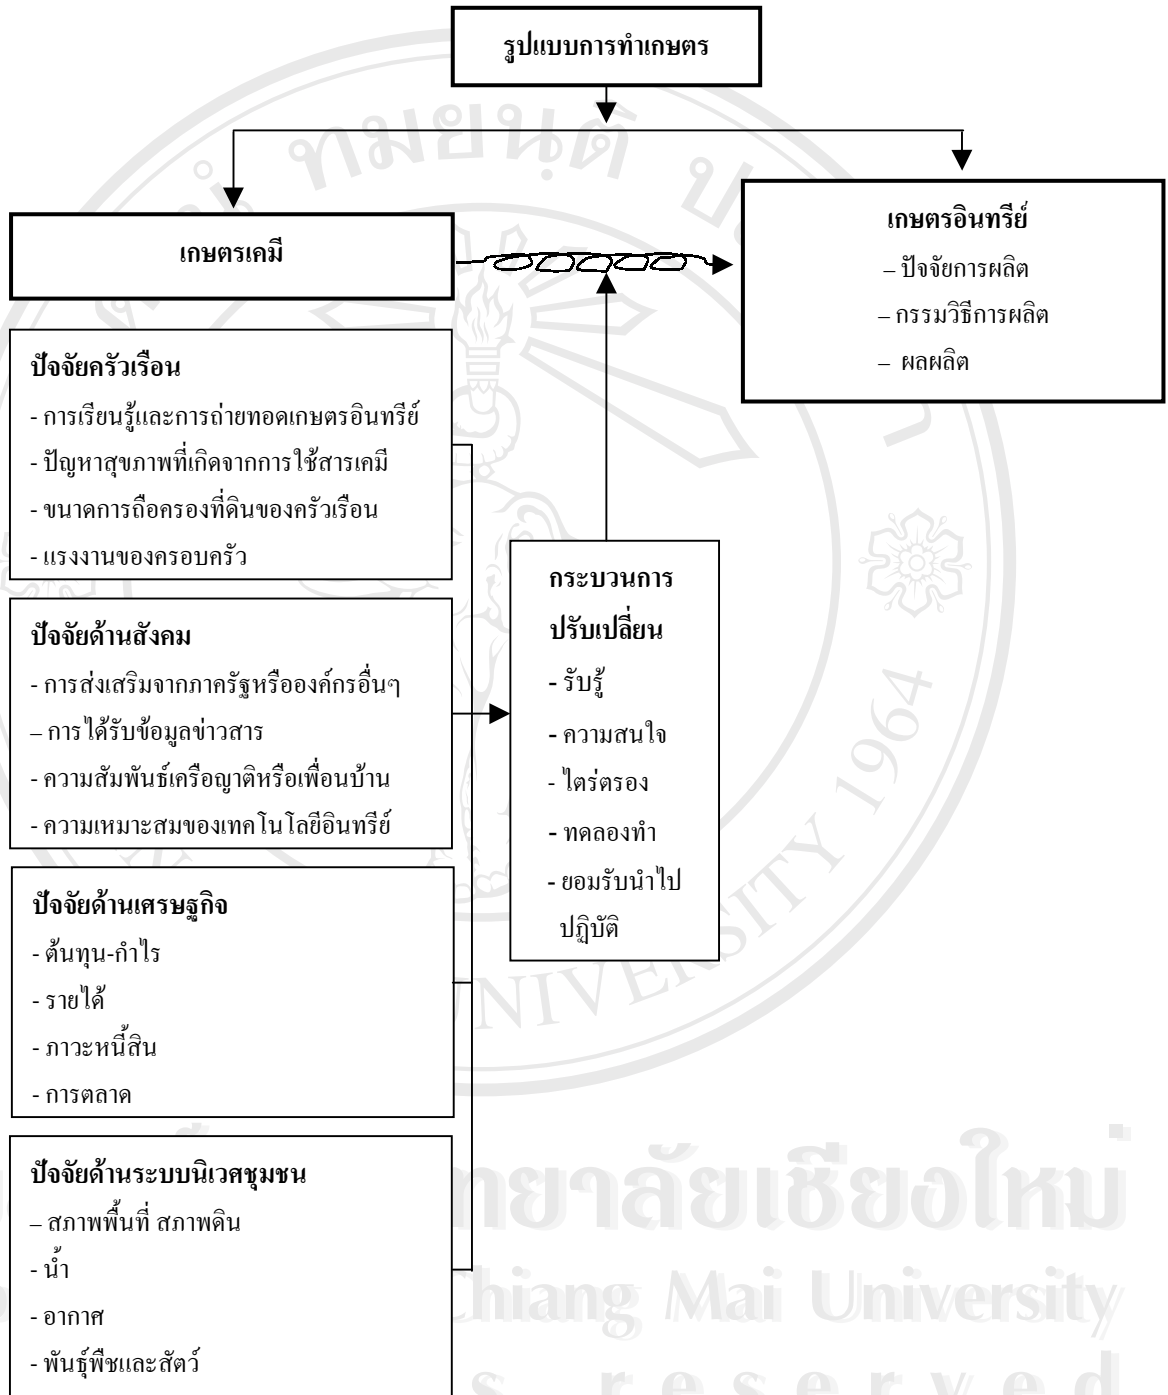 รูปแบบการทำเกษตร
เกษตรเคมี
เกษตรอินทรีย์
– ปัจจัยการผลิต
– กรรมวิธีการผลิต
– ผลผลิต
ปัจจัยครัวเรือน
- การเรียนรู้และการถ่ายทอดเกษตรอินทรีย์
- ปัญหาสุขภาพที่เกิดจากการใช้สารเคมี
- ขนาดการถือครองที่ดินของครัวเรือน
- แรงงานของครอบครัว
ปัจจัยด้านสังคม
- การส่งเสริมจากภาครัฐหรือองค์กรอื่นๆ
– การได้รับข้อมูลข่าวสาร
- ความสัมพันธ์เครือญาติหรือเพื่อนบ้าน
- ความเหมาะสมของเทคโนโลยีอินทรีย์
ปัจจัยด้านเศรษฐกิจ
- ต้นทุน-กำไร
- รายได้
- ภาวะหนี้สิน
- การตลาด
ปัจจัยด้านระบบนิเวศชุมชน
– สภาพพื้นที่ สภาพดิน
- น้ำ
- อากาศ
- พันธุ์พืชและสัตว์
กระบวนการ
ปรับเปลี่ยน
- รับรู้
- ความสนใจ
- ไตร่ตรอง
- ทดลองทำ
- ยอมรับนำไป
ปฏิบัติ
ทมยนฺติ
UNIVERSITY 1964
ทยาลัยเชียงใหม่
Chiang Mai University
s reserved